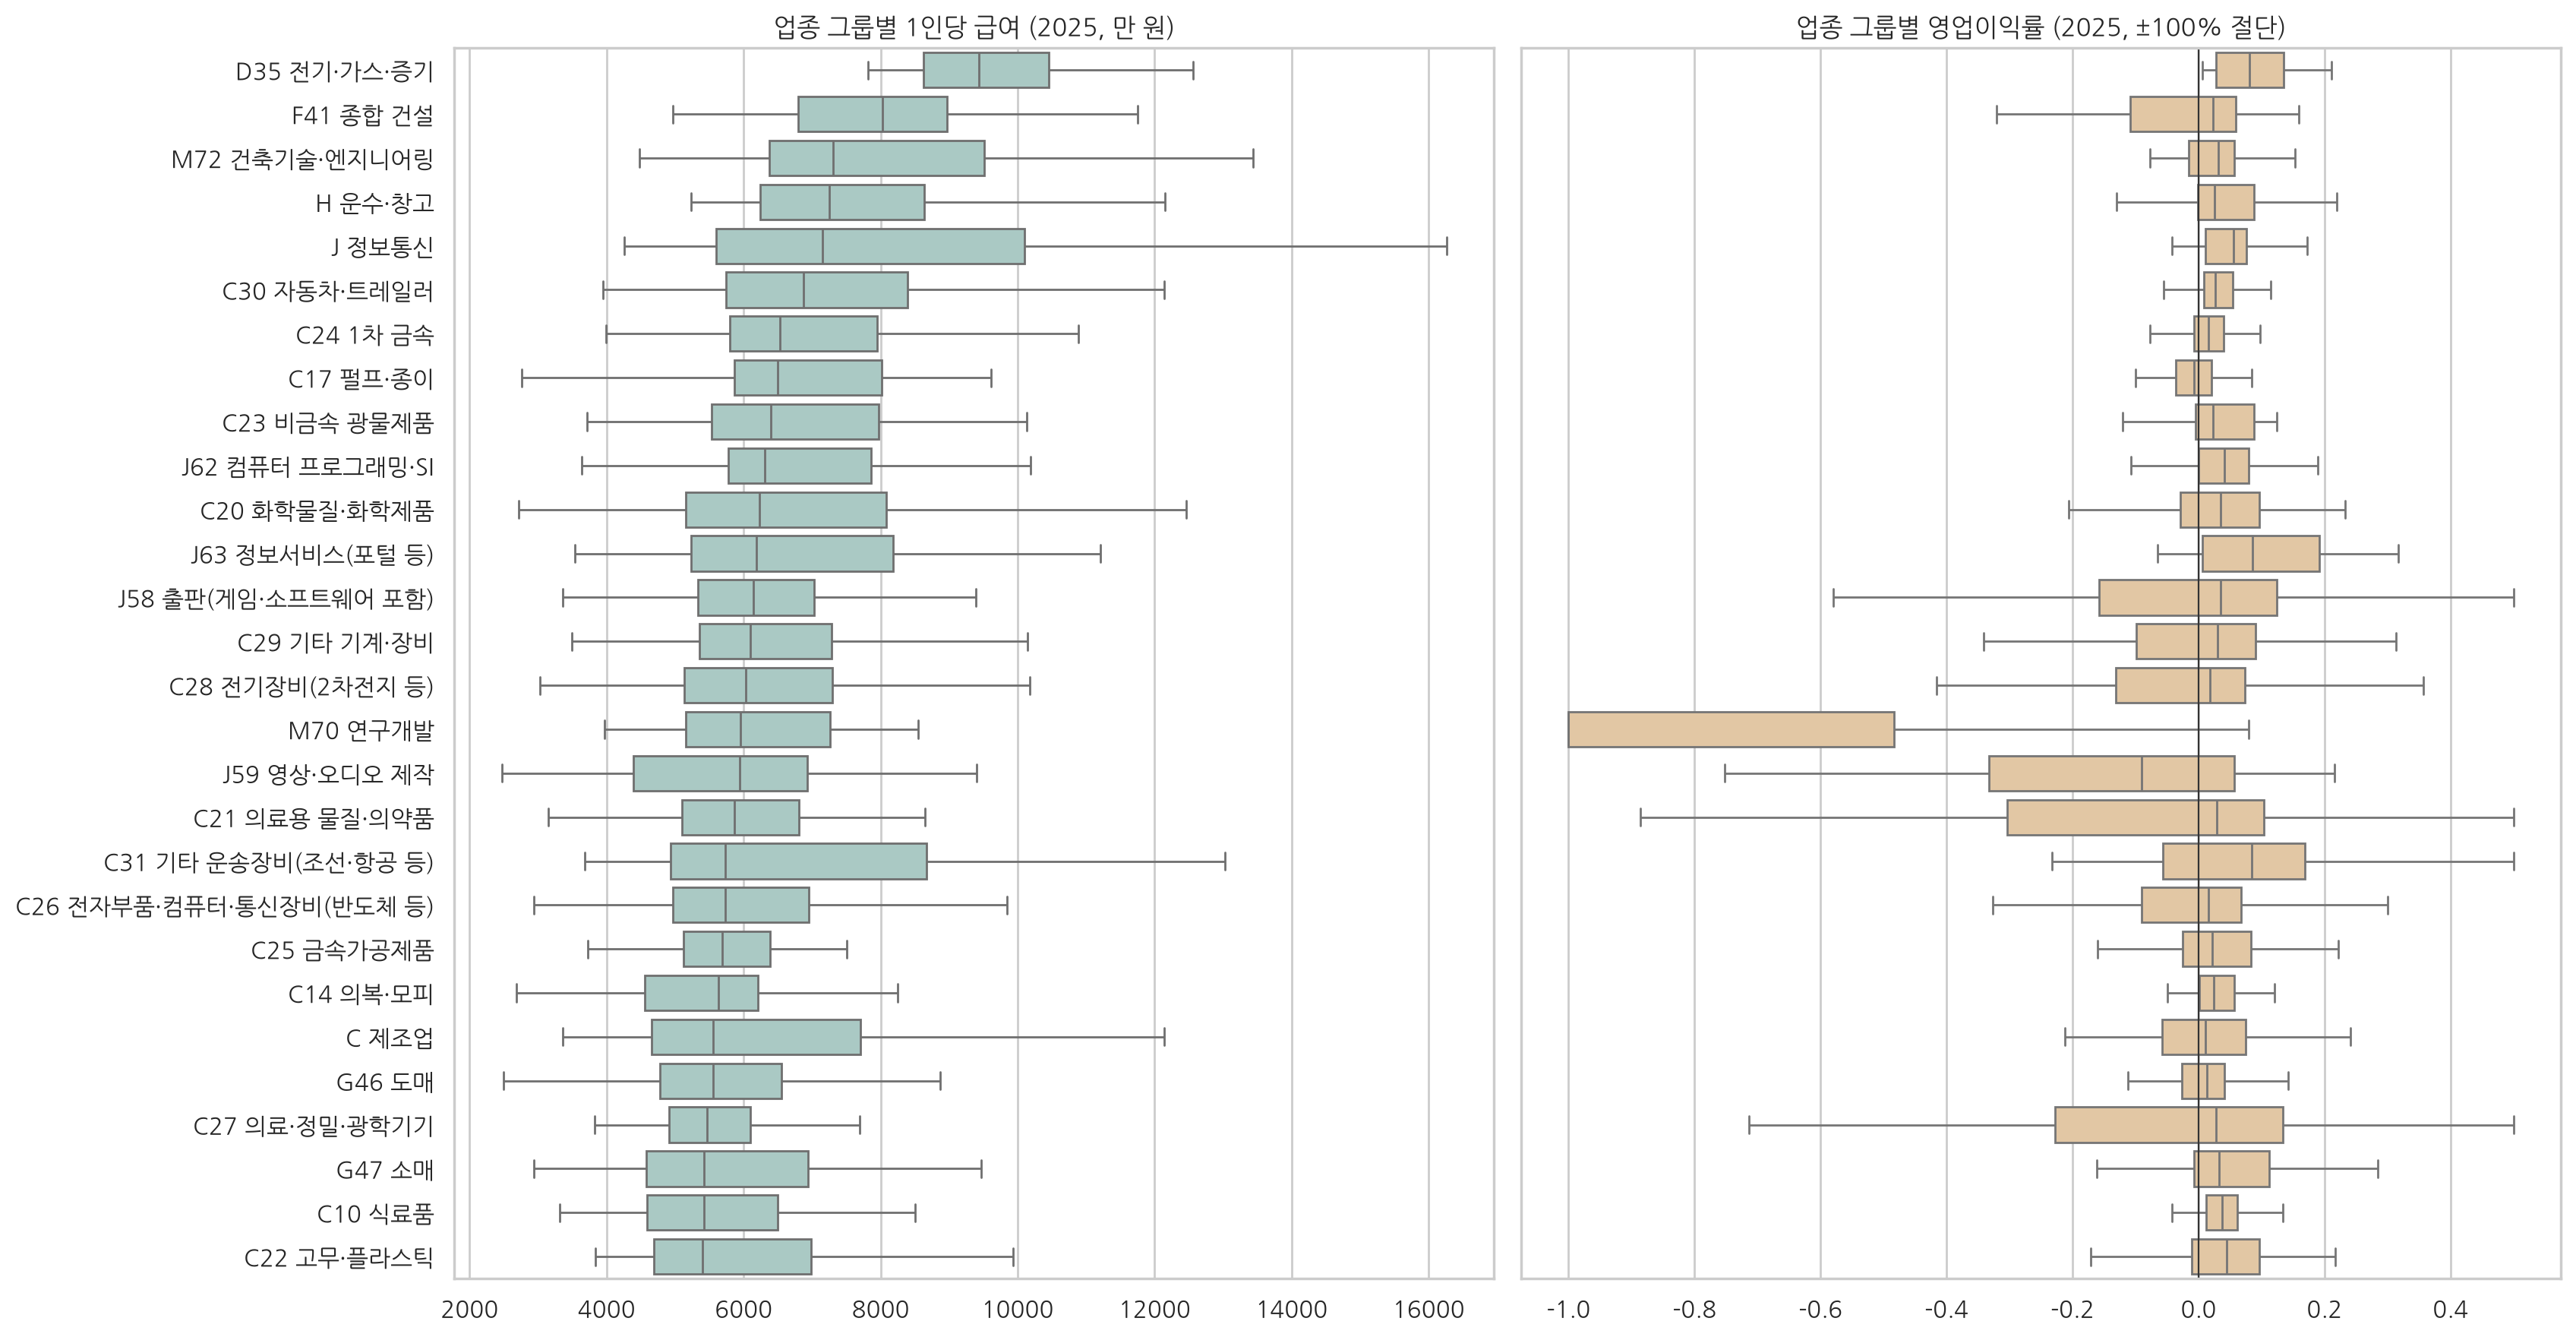 업종 그룹별 1인당 급여 (2025, 만 원)
업종 그룹별 영업이익률 (2025, ±100% 절단)
D35 전기·가스·증기
F41 종합 건설
M72 건축기술·엔지니어링
H 운수·창고
J 정보통신
C30 자동차·트레일러
C24 1차 금속
C17 펄프·종이
C23 비금속 광물제품
J62 컴퓨터 프로그래밍·SI
C20 화학물질·화학제품
J63 정보서비스(포털 등)
J58 출판(게임·소프트웨어 포함)
C29 기타 기계·장비
C28 전기장비(2차전지 등)
M70 연구개발
J59 영상·오디오 제작
C21 의료용 물질·의약품
C31 기타 운송장비(조선·항공 등)
C26 전자부품·컴퓨터·통신장비(반도체 등)
C25 금속가공제품
C14 의복·모피
C 제조업
G46 도매
C27 의료·정밀·광학기기
G47 소매
C10 식료품
C22 고무·플라스틱
2000 4000 6000 8000 10000 12000 14000 16000
-1.0 -0.8 -0.6 -0.4 -0.2 0.0 0.2 0.4